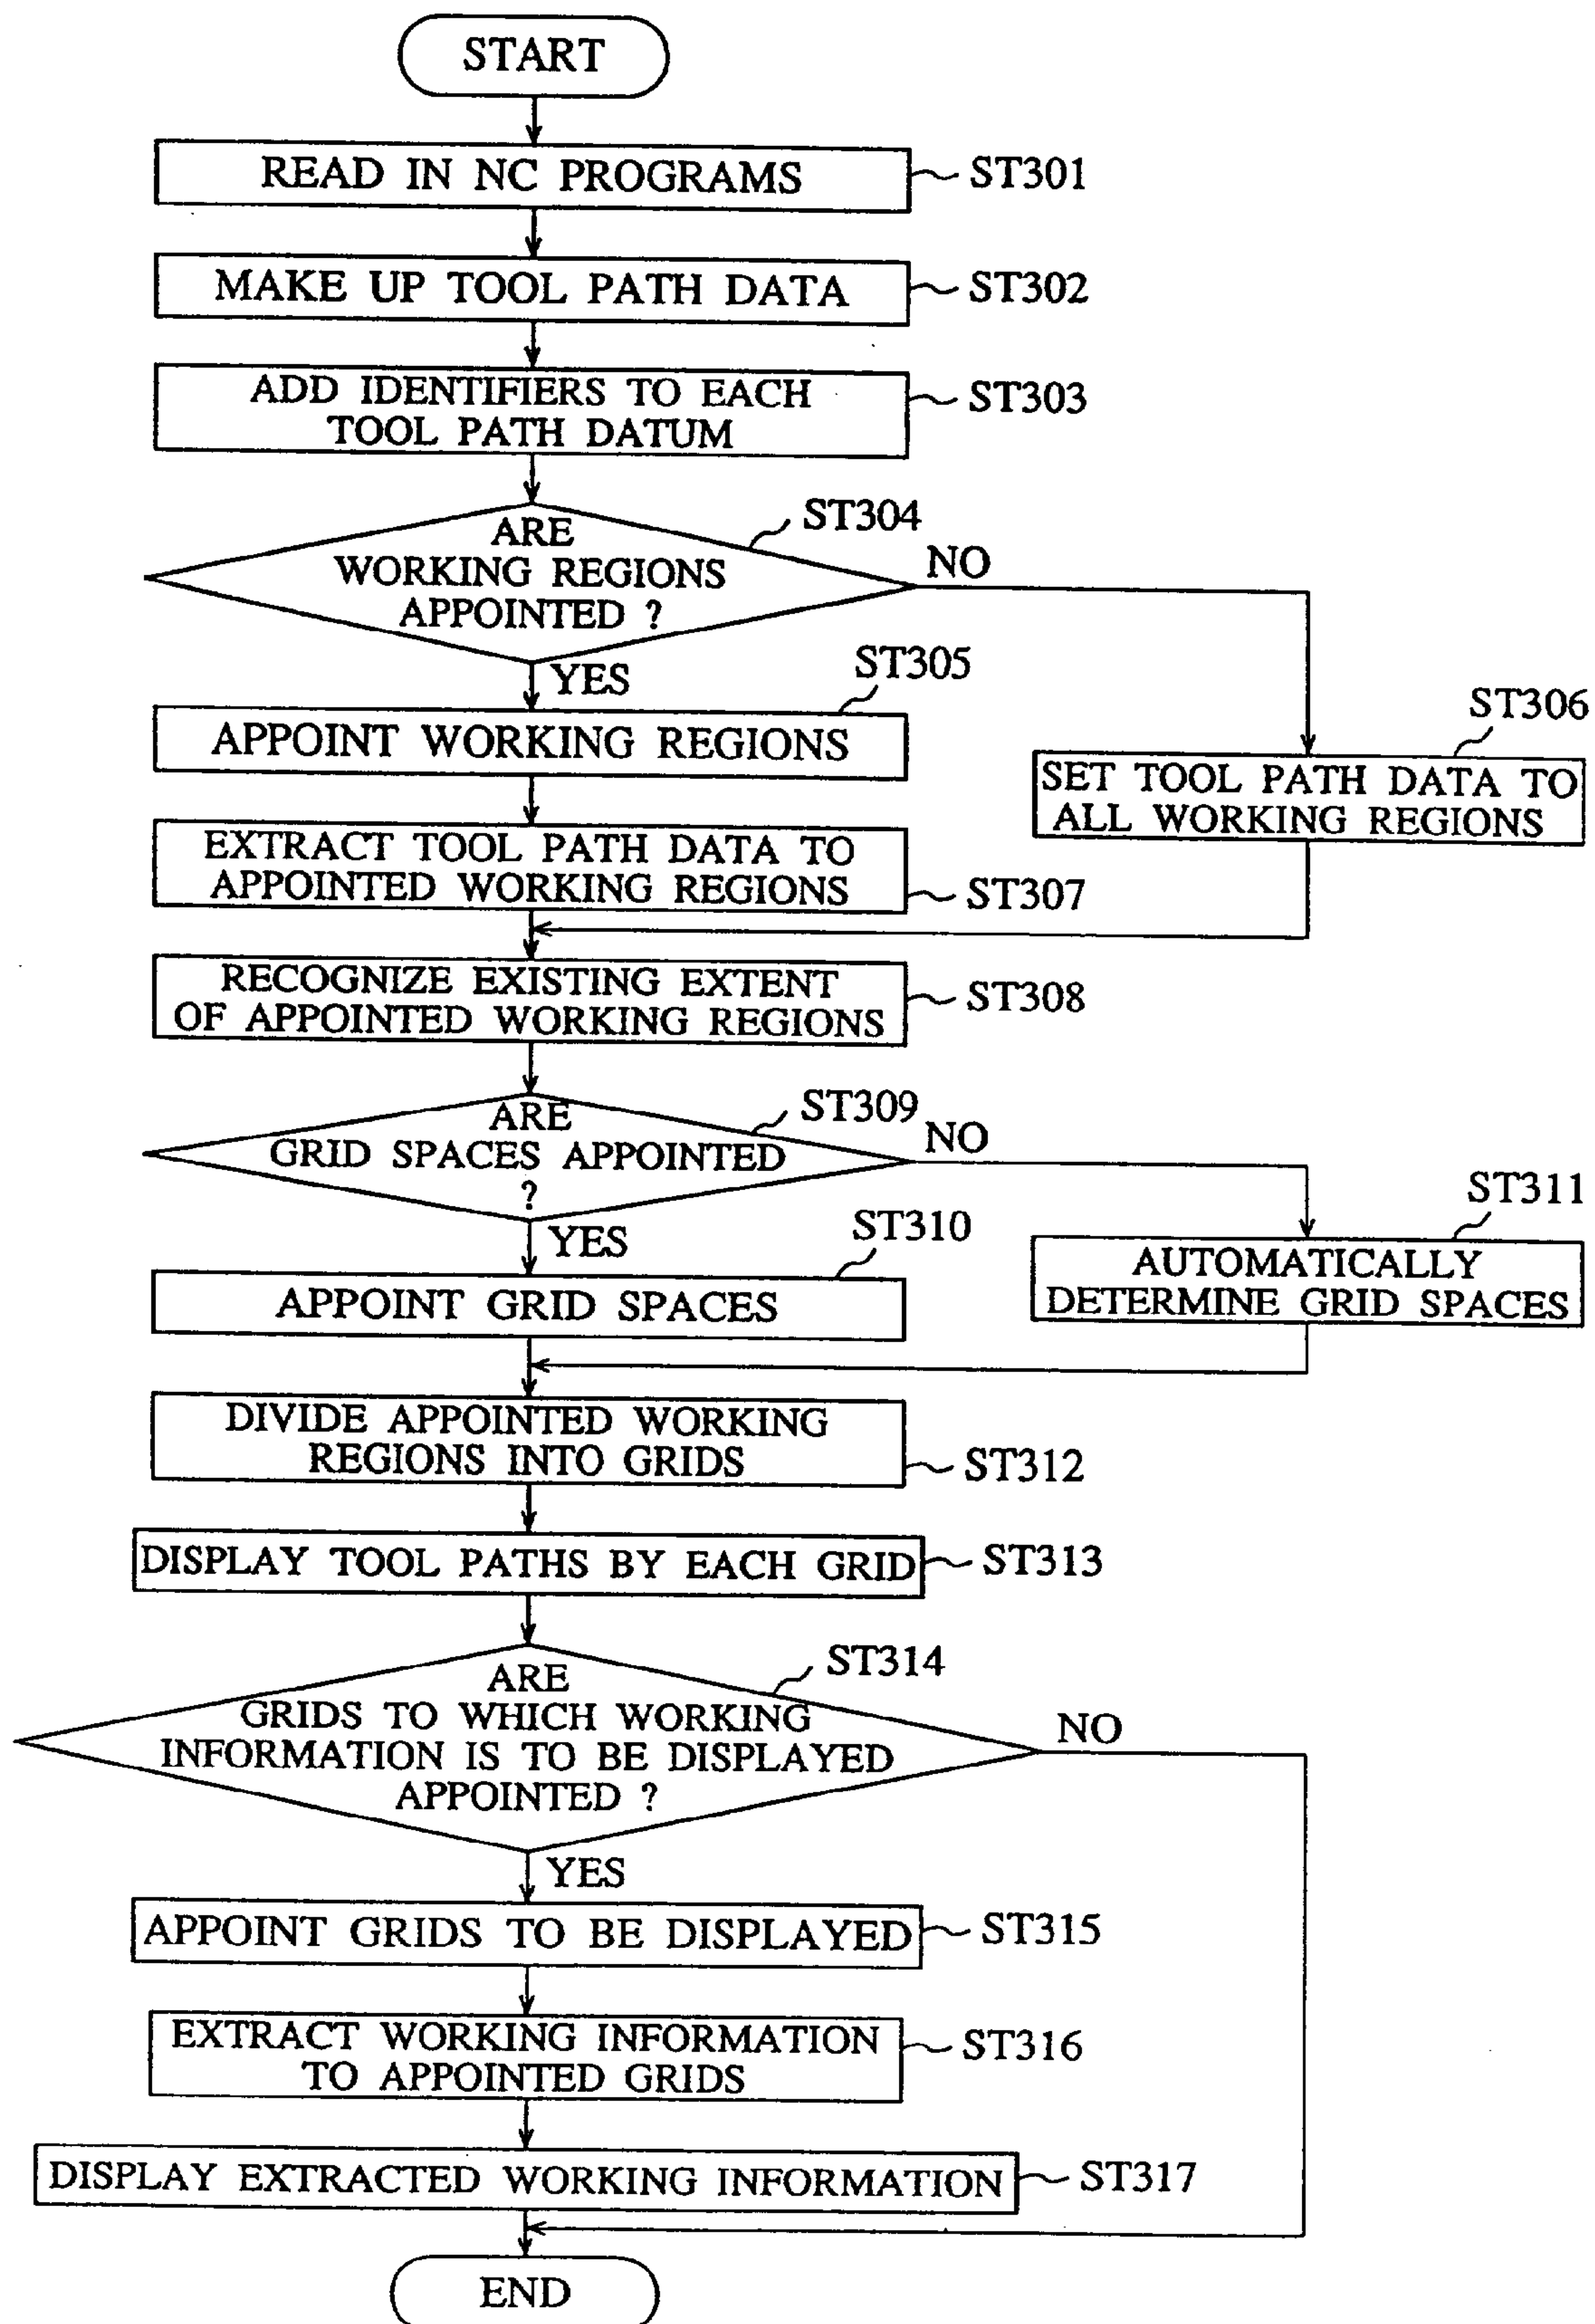 START
READ IN NC PROGRAMS
ST301
MAKE UP TOOL PATH DATA
ST302
ADD IDENTIFIERS TO EACH
TOOL PATH DATUM
ST303
ST304
ARE
WORKING REGIONS
APPOINTED ?
NO
YES
ST305
APPOINT WORKING REGIONS
ST306
SET TOOL PATH DATA TO
ALL WORKING REGIONS
EXTRACT TOOL PATH DATA TO
APPOINTED WORKING REGIONS
ST307
RECOGNIZE EXISTING EXTENT
OF APPOINTED WORKING REGIONS
ST308
ST309
ARE
GRID SPACES APPOINTED
?
NO
YES
ST310
APPOINT GRID SPACES
ST311
AUTOMATICALLY
DETERMINE GRID SPACES
DIVIDE APPOINTED WORKING
REGIONS INTO GRIDS
ST312
DISPLAY TOOL PATHS BY EACH GRID
ST313
ST314
ARE
GRIDS TO WHICH WORKING
INFORMATION IS TO BE DISPLAYED
APPOINTED ?
NO
YES
APPOINT GRIDS TO BE DISPLAYED
ST315
EXTRACT WORKING INFORMATION
TO APPOINTED GRIDS
ST316
DISPLAY EXTRACTED WORKING INFORMATION
ST317
END